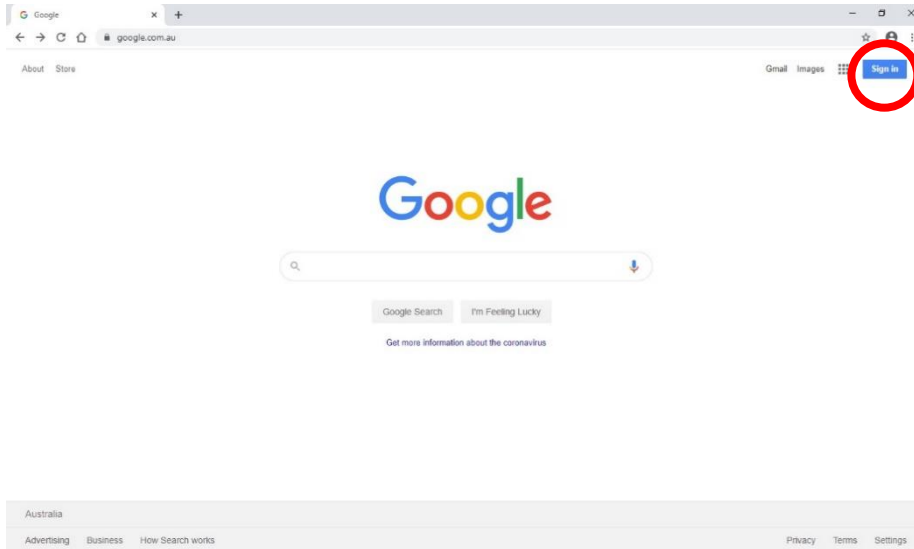 Google
google.com.au
About Store Gmail Images Sign in
Google
Google Search I'm Feeling Lucky
Get more information about the coronavirus
Australia
Advertising Business How Search works Privacy Terms Settings